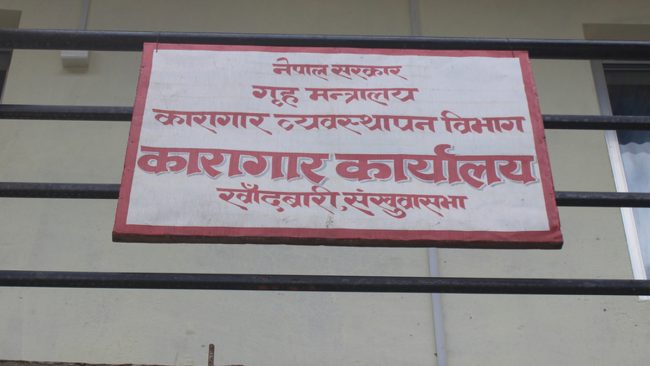 नेपाल सरकार
गृह मन्त्रालय
कारागार व्यवस्थापन विभाग
कारागार कार्यालय
खाँदबारी, संखुवासभा